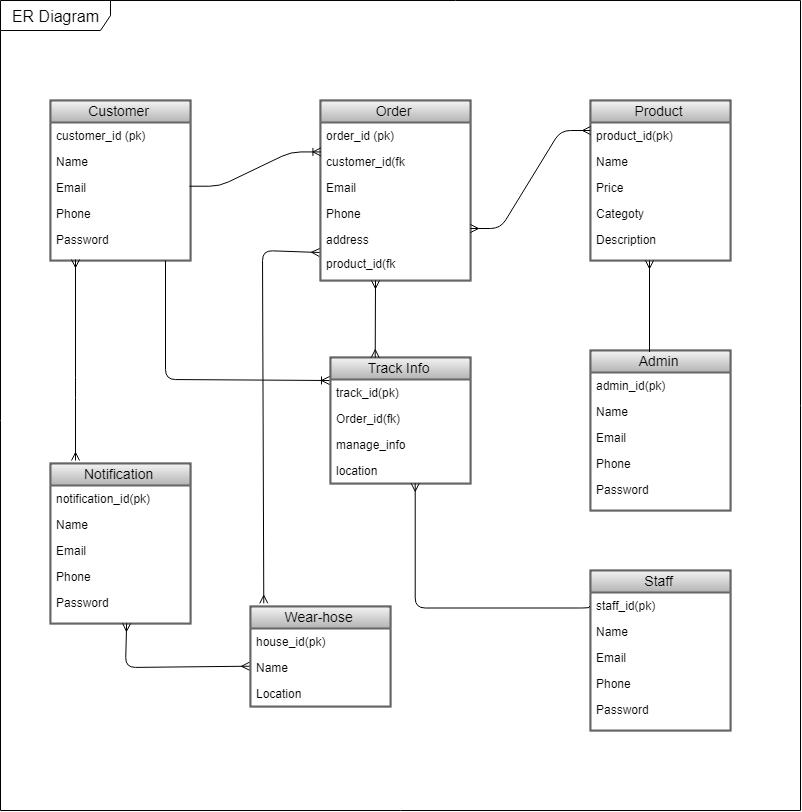 ER Diagram
Customer
customer_id (pk)
Name
Email
Phone
Password
Order
order_id (pk)
customer_id(fk
Email
Phone
address
product_id(fk
Product
product_id(pk)
Name
Price
Categoty
Description
Track Info
track_id(pk)
Order_id(fk)
manage_info
location
Admin
admin_id(pk)
Name
Email
Phone
Password
Notification
notification_id(pk)
Name
Email
Phone
Password
Wear-hose
house_id(pk)
Name
Location
Staff
staff_id(pk)
Name
Email
Phone
Password